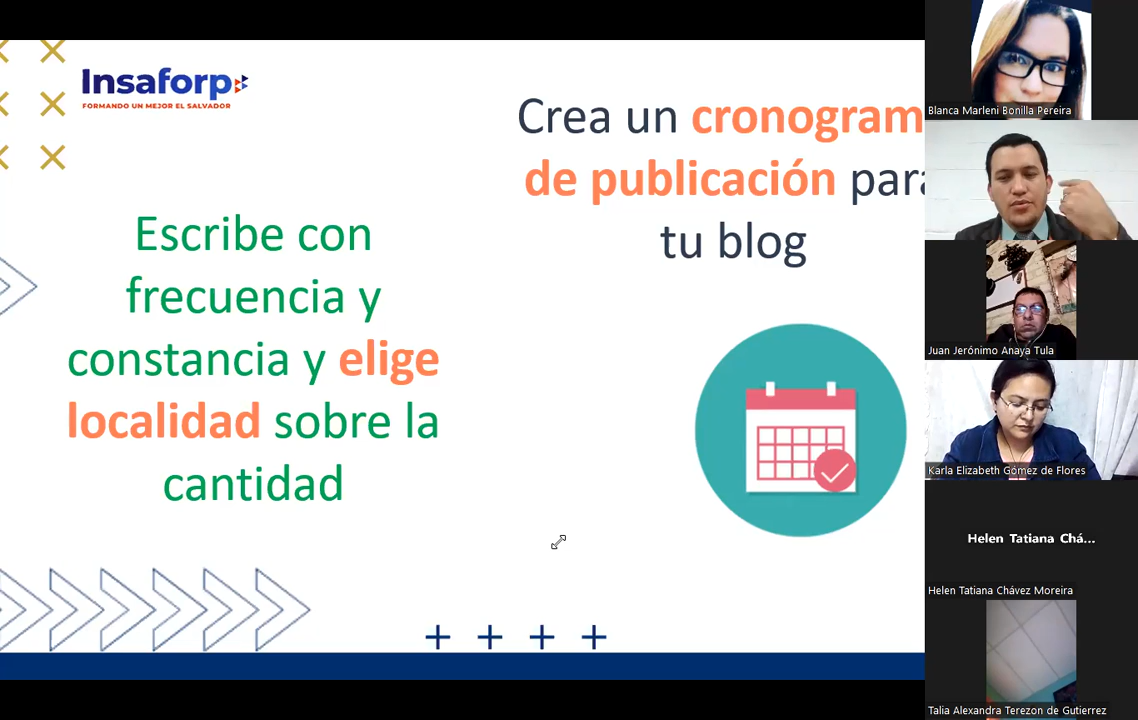 Insaforp
FORMANDO UN MEJOR EL SALVADOR
Crea un cronogram
de publicación para
tu blog
Escribe con
frecuencia y
constancia y elige
localidad sobre la
cantidad
Blanca Marleni Bonilla Pereira
Juan Jerónimo Anaya Tula
Karla Elizabeth Gómez de Flores
Helen Tatiana Chá...
Helen Tatiana Chávez Moreira
Talia Alexandra Terezon de Gutierrez